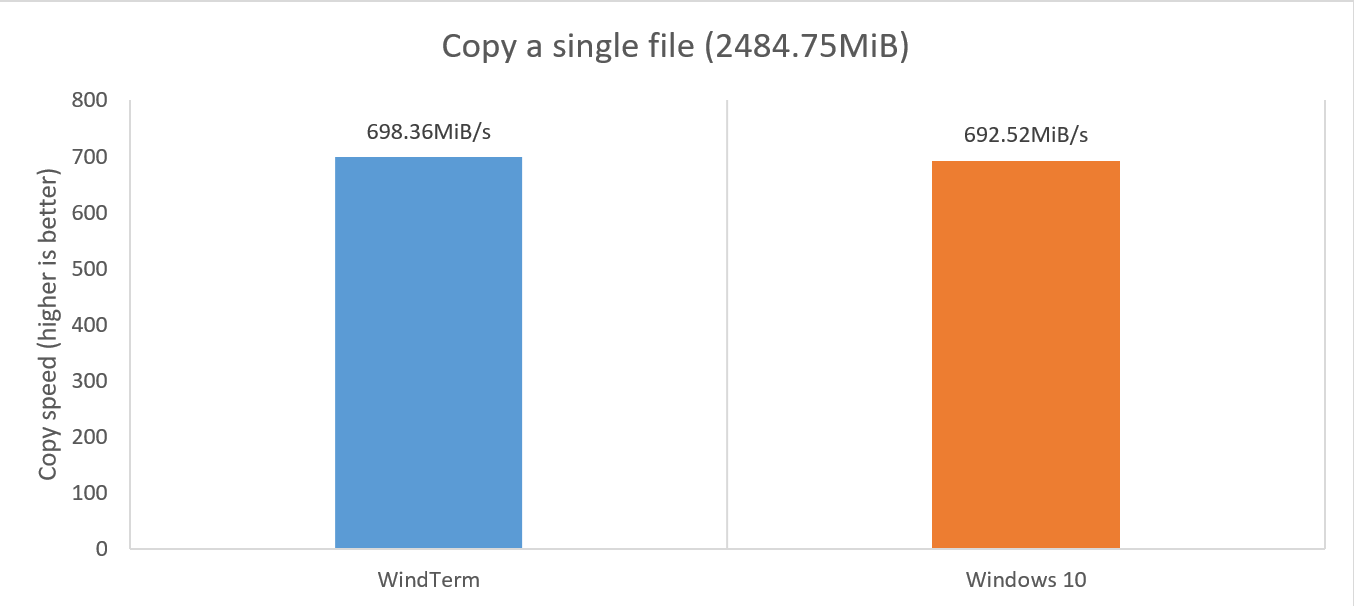 Copy a single file (2484.75MiB)
Copy speed (higher is better)
800
700
600
500
400
300
200
100
0
698.36MiB/s
692.52MiB/s
WindTerm
Windows 10